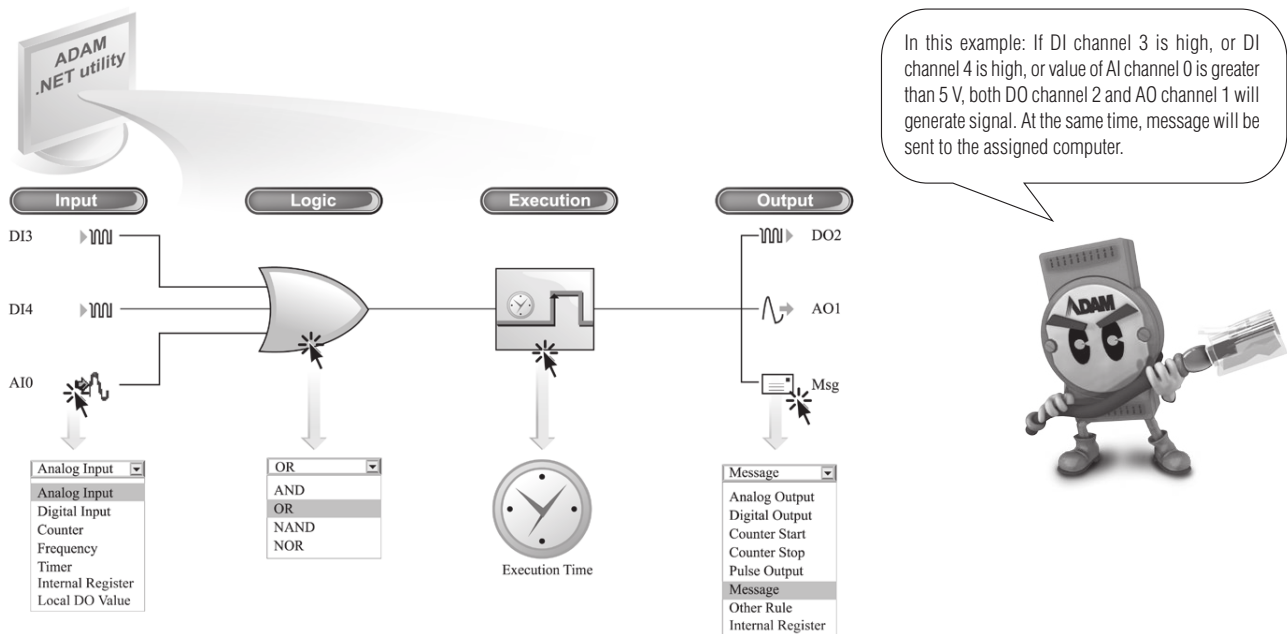 ADAM
.NET utility
In this example: If DI channel 3 is high, or DI
channel 4 is high, or value of AI channel 0 is greater
than 5 V, both DO channel 2 and AO channel 1 will
generate signal. At the same time, message will be
sent to the assigned computer.
Input
Logic
Execution
Output
DI3
DO2
DI4
AO1
AI0
Msg
ADAM
Analog Input
Analog Input
Digital Input
Counter
Frequency
Timer
Internal Register
Local DO Value
OR
AND
OR
NAND
NOR
Execution Time
Message
Analog Output
Digital Output
Counter Start
Counter Stop
Pulse Output
Message
Other Rule
Internal Register